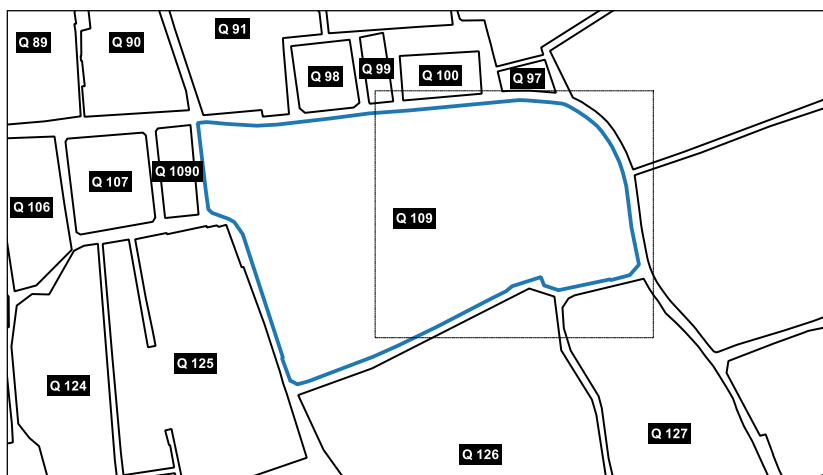 Q 91
Q 89
Q 90
Q 98
Q 99
Q 100
Q 97
Q 1090
Q 107
Q 106
Q 109
Q 125
Q 124
Q 127
Q 126